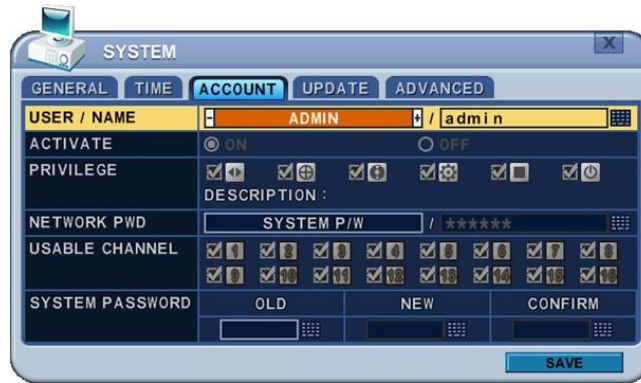 SYSTEM
X
GENERAL TIME ACCOUNT UPDATE ADVANCED
USER / NAME - ADMIN + / admin
ACTIVATE ON OFF
PRIVILEGE
DESCRIPTION :
NETWORK PWD SYSTEM P/W / ******
USABLE CHANNEL 1 2 3 4 5 6 7 8
9 10 11 12 13 14 15 16
SYSTEM PASSWORD OLD NEW CONFIRM
SAVE